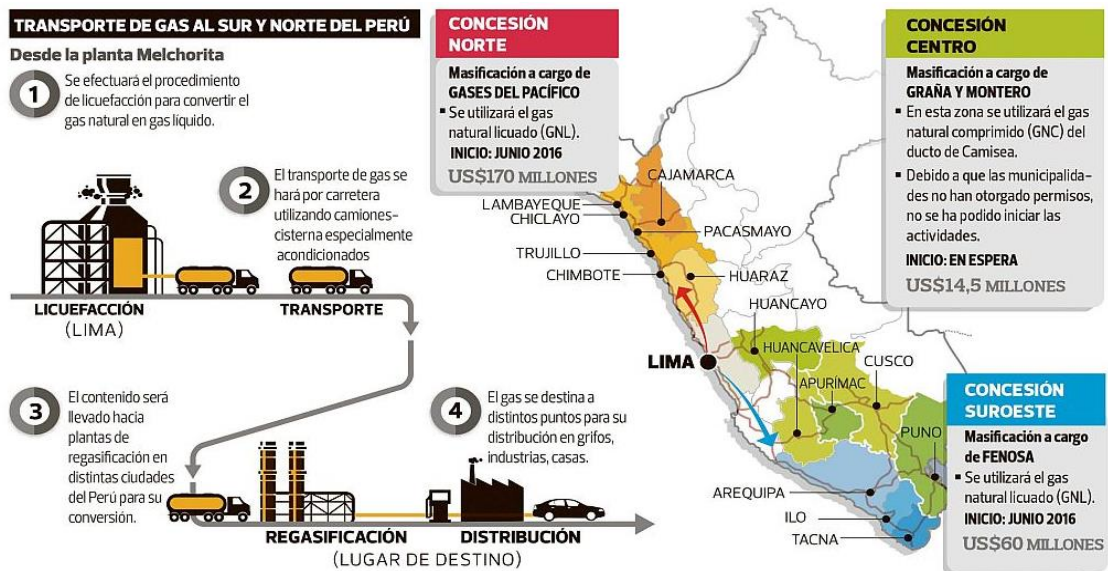 TRANSPORTE DE GAS AL SUR Y NORTE DEL PERÚ
Desde la planta Melchorita
1
Se efectuará el procedimiento
de licuefacción para convertir el
gas natural en gas líquido.
2
El transporte de gas se
hará por carretera
utilizando camiones-
cisterna especialmente
acondicionados
LICUEFACCIÓN
(LIMA)
TRANSPORTE
3
El contenido será
llevado hacia
plantas de
regasificación en
distintas ciudades
del Perú para su
conversión.
4
El gas se destina a
distintos puntos para su
distribución en grifos,
industrias, casas.
REGASIFICACIÓN
DISTRIBUCIÓN
(LUGAR DE DESTINO)
CONCESIÓN
NORTE
Masificación a cargo de
GASES DEL PACÍFICO
▪ Se utilizará el gas
natural licuado (GNL).
INICIO: JUNIO 2016
US$170 MILLONES
CAJAMARCA
LAMBAYEQUE
CHICLAYO
PACASMAYO
TRUJILLO
CHIMBOTE
HUARAZ
HUANCAYO
LIMA
HUANCAVELICA
CUSCO
APURÍMAC
PUNO
AREQUIPA
ILO
TACNA
CONCESIÓN
CENTRO
Masificación a cargo de
GRAÑA Y MONTERO
▪ En esta zona se utilizará el gas
natural comprimido (GNC) del
ducto de Camisea.
▪ Debido a que las municipalida-
des no han otorgado permisos,
no se ha podido iniciar las
actividades.
INICIO: EN ESPERA
US$14,5 MILLONES
CONCESIÓN
SUROESTE
Masificación a cargo
de FENOSA
▪ Se utilizará el gas
natural licuado (GNL).
INICIO: JUNIO 2016
US$60 MILLONES